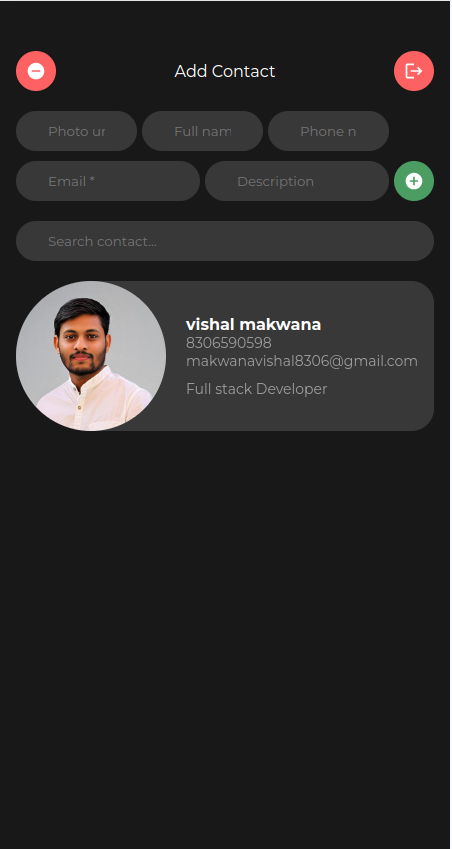 Add Contact
Photo ur Full nam Phone n
Email * Description
Search contact...
vishal makwana
8306590598
makwanavishal8306@gmail.com
Full stack Developer